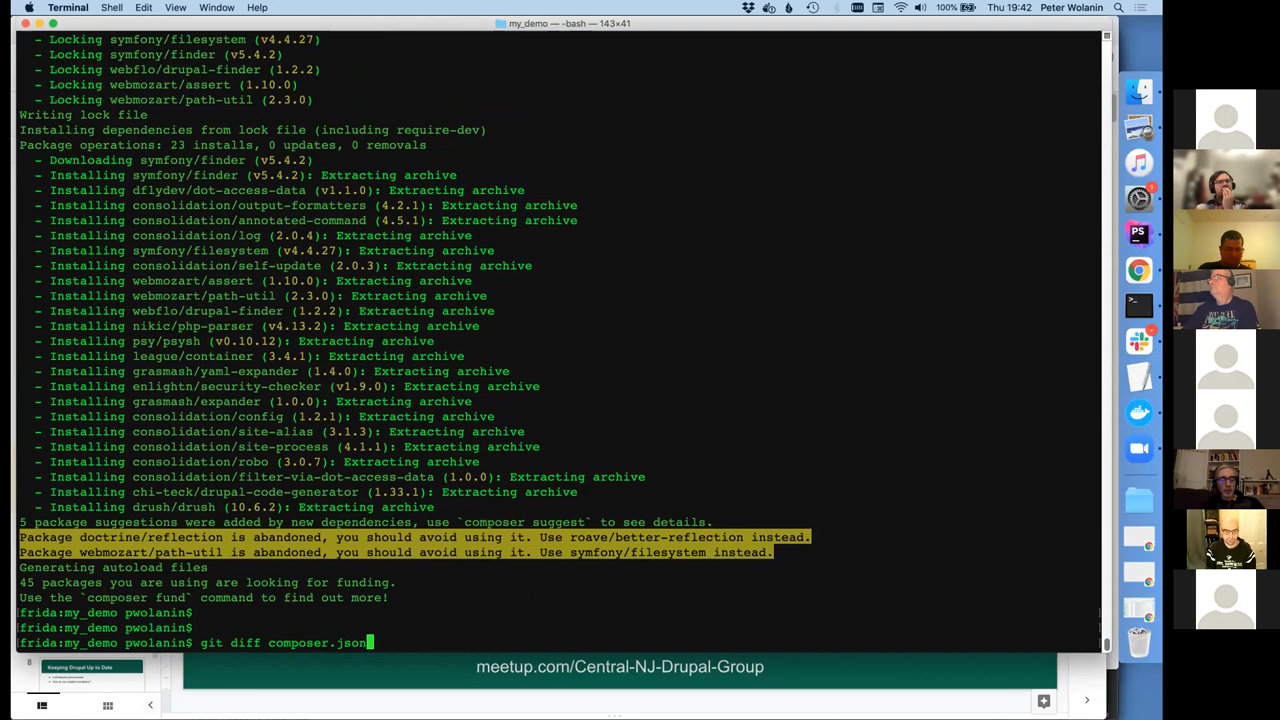 Terminal Shell Edit View Window Help
100% Thu 19:42 Peter Wolanin
my_demo — -bash — 143×41
- Locking symfony/filesystem (v4.4.27)
- Locking symfony/finder (v5.4.2)
- Locking webflo/drupal-finder (1.2.2)
- Locking webmozart/assert (1.10.0)
- Locking webmozart/path-util (2.3.0)
Writing lock file
Installing dependencies from lock file (including require-dev)
Package operations: 23 installs, 0 updates, 0 removals
- Downloading symfony/finder (v5.4.2)
- Installing symfony/finder (v5.4.2): Extracting archive
- Installing dflydev/dot-access-data (v1.1.0): Extracting archive
- Installing consolidation/output-formatters (4.2.1): Extracting archive
- Installing consolidation/annotated-command (4.5.1): Extracting archive
- Installing consolidation/log (2.0.4): Extracting archive
- Installing symfony/filesystem (v4.4.27): Extracting archive
- Installing consolidation/self-update (2.0.3): Extracting archive
- Installing webmozart/assert (1.10.0): Extracting archive
- Installing webmozart/path-util (2.3.0): Extracting archive
- Installing webflo/drupal-finder (1.2.2): Extracting archive
- Installing nikic/php-parser (v4.13.2): Extracting archive
- Installing psy/psysh (v0.10.12): Extracting archive
- Installing league/container (3.4.1): Extracting archive
- Installing grasmash/yaml-expander (1.4.0): Extracting archive
- Installing enlightn/security-checker (v1.9.0): Extracting archive
- Installing grasmash/expander (1.0.0): Extracting archive
- Installing consolidation/config (1.2.1): Extracting archive
- Installing consolidation/site-alias (3.1.3): Extracting archive
- Installing consolidation/site-process (4.1.1): Extracting archive
- Installing consolidation/robo (3.0.7): Extracting archive
- Installing consolidation/filter-via-dot-access-data (1.0.0): Extracting archive
- Installing chi-teck/drupal-code-generator (1.33.1): Extracting archive
- Installing drush/drush (10.6.2): Extracting archive
5 package suggestions were added by new dependencies, use `composer suggest` to see details.
Package doctrine/reflection is abandoned, you should avoid using it. Use roave/better-reflection instead.
Package webmozart/path-util is abandoned, you should avoid using it. Use symfony/filesystem instead.
Generating autoload files
45 packages you are using are looking for funding.
Use the `composer fund` command to find out more!
frida:my_demo pwolanin$
frida:my_demo pwolanin$
frida:my_demo pwolanin$ git diff composer.json
PS
8
Keeping Drupal Up to Date
meetup.com/Central-NJ-Drupal-Group